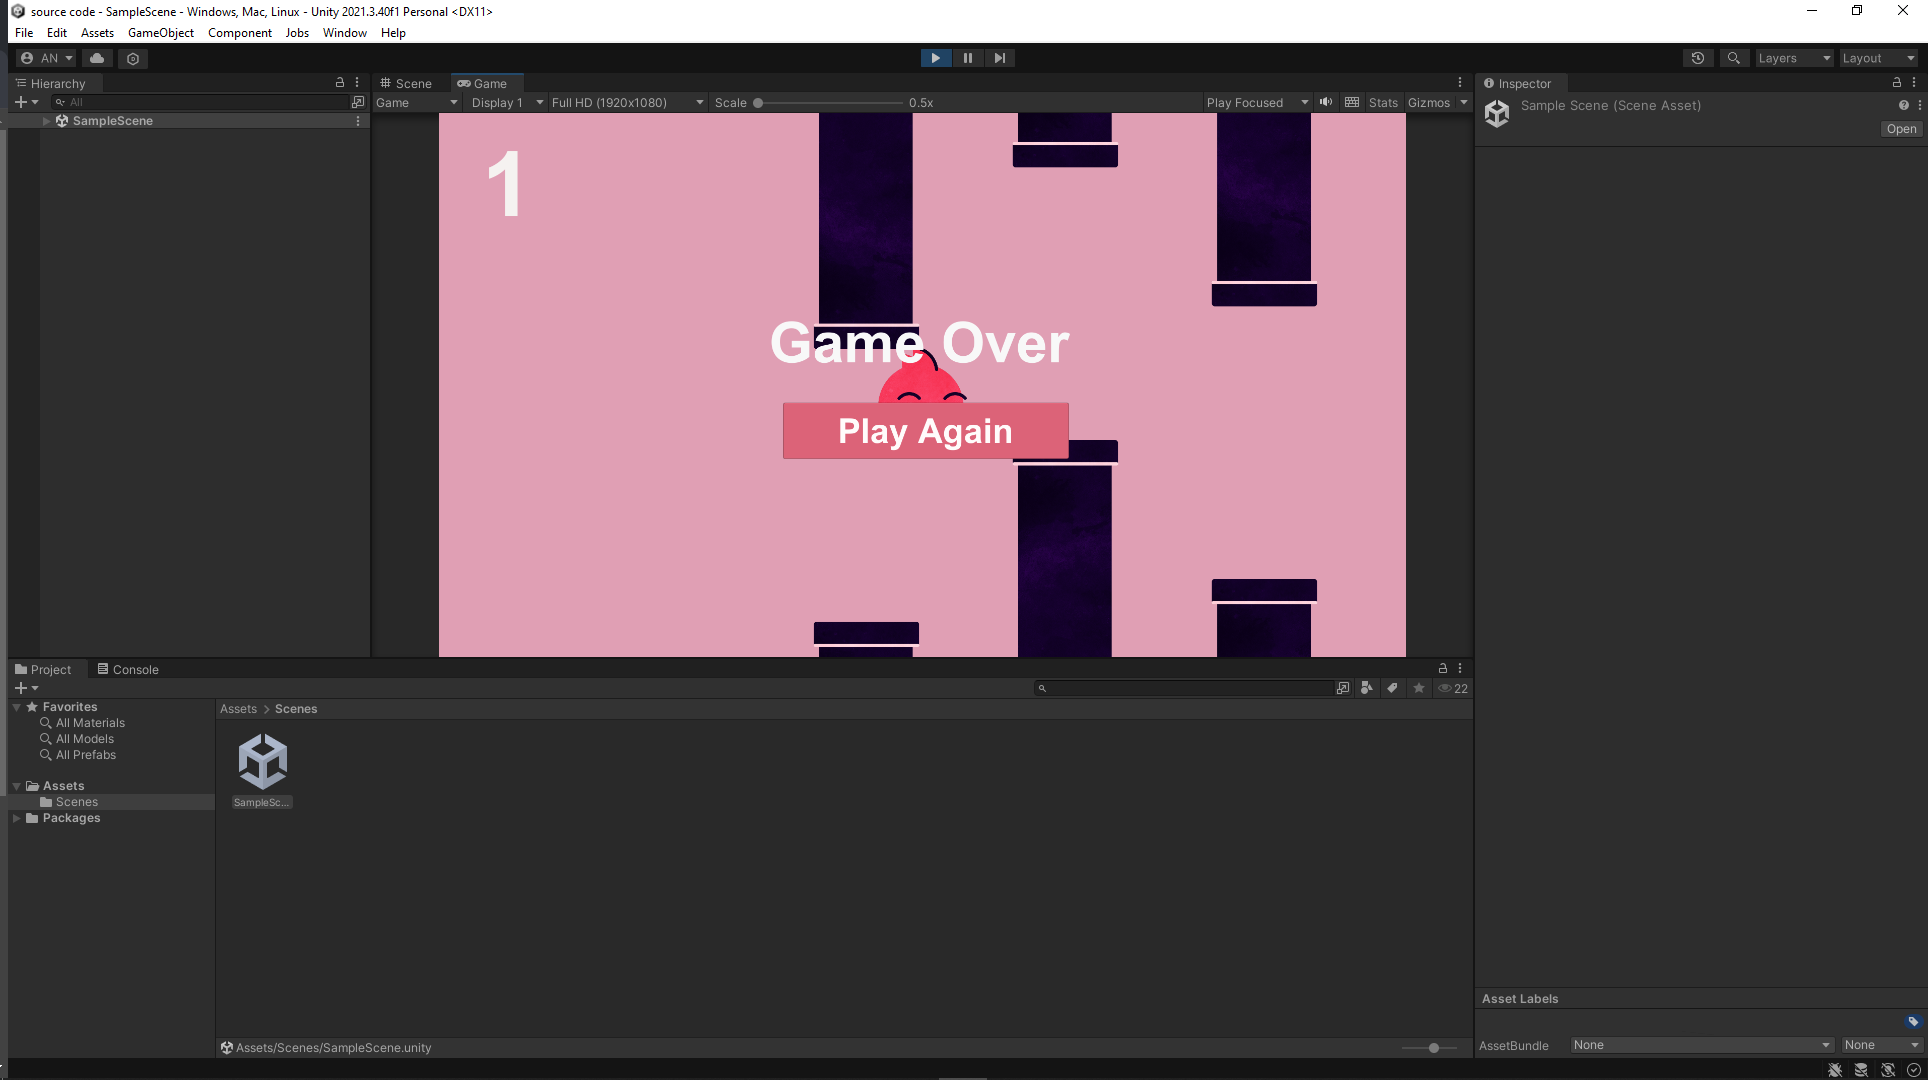 source code - SampleScene - Windows, Mac, Linux - Unity 2021.3.40f1 Personal <DX11>
File Edit Assets GameObject Component Jobs Window Help
AN
Layers
Layout
Hierarchy
Scene
Game
Inspector
All
Game
Display 1
Full HD (1920x1080)
Scale
0.5x
Play Focused
Stats
Gizmos
Sample Scene (Scene Asset)
Open
SampleScene
1
Game Over
Play Again
Project
Console
22
Favorites
All Materials
All Models
All Prefabs
Assets
Scenes
Packages
Assets > Scenes
SampleSc...
Assets/Scenes/SampleScene.unity
Asset Labels
AssetBundle
None
None